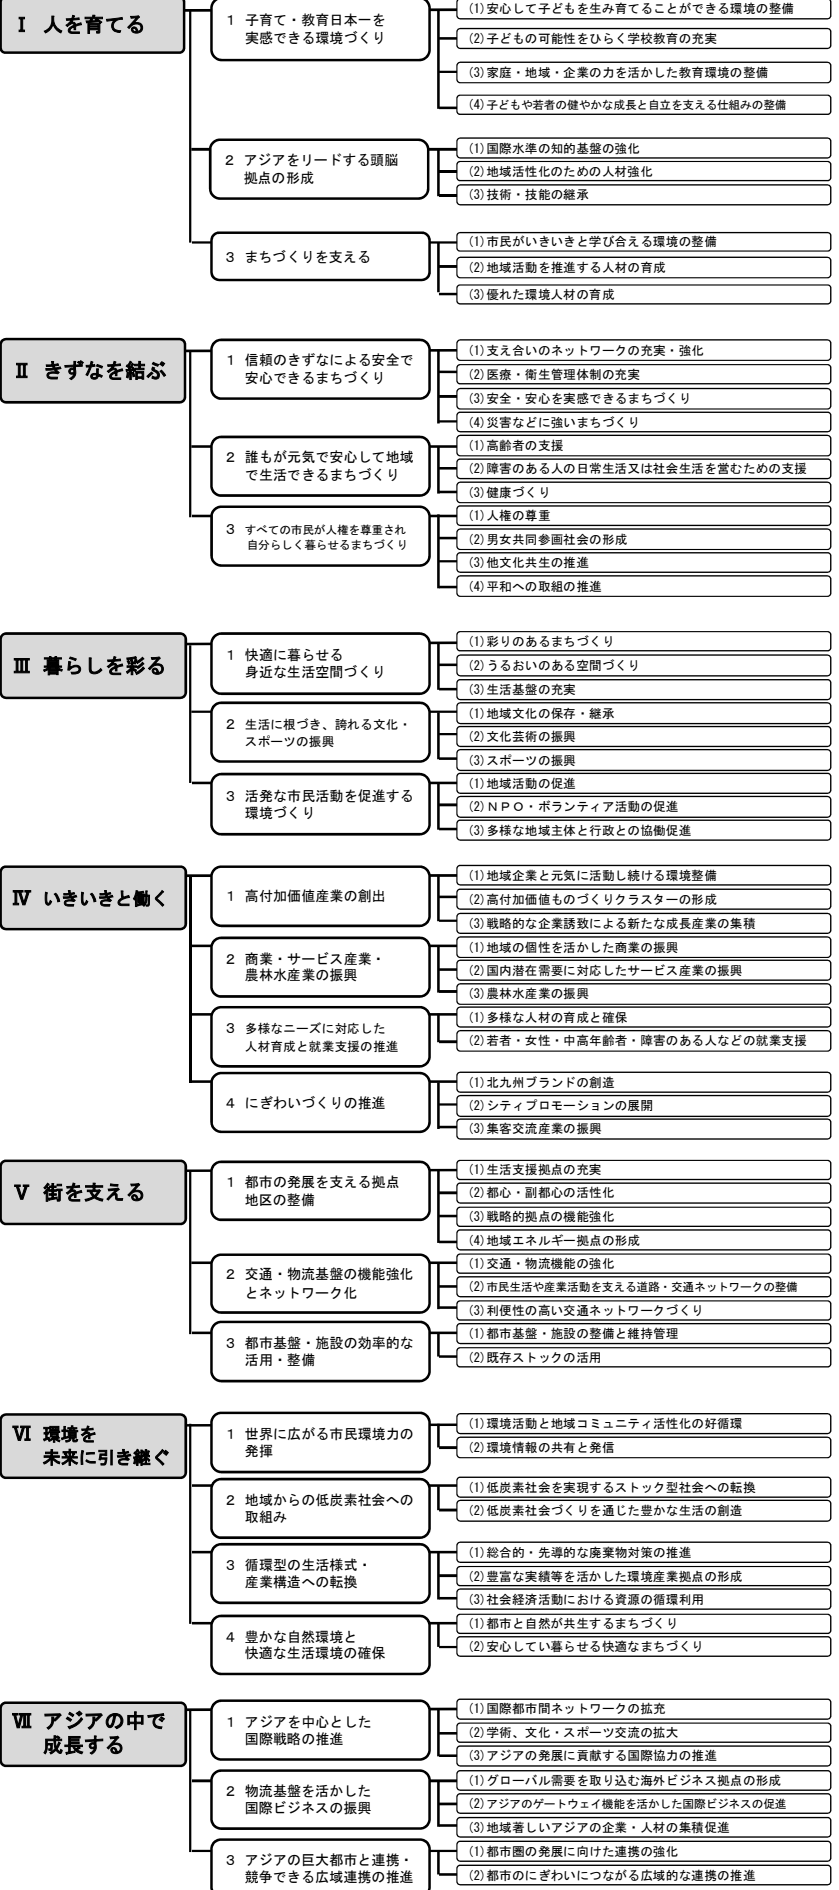 Ⅰ 人を育てる
1 子育て・教育日本一を
実感できる環境づくり
(1)安心して子どもを生み育てることができる環境の整備
(2)子どもの可能性をひらく学校教育の充実
(3)家庭・地域・企業の力を活かした教育環境の整備
(4)子どもや若者の健やかな成長と自立を支える仕組みの整備
2 アジアをリードする頭脳
拠点の形成
(1)国際水準の知的基盤の強化
(2)地域活性化のための人材強化
(3)技術・技能の継承
3 まちづくりを支える
(1)市民がいきいきと学び合える環境の整備
(2)地域活動を推進する人材の育成
(3)優れた環境人材の育成
Ⅱ きずなを結ぶ
1 信頼のきずなによる安全で
安心できるまちづくり
(1)支え合いのネットワークの充実・強化
(2)医療・衛生管理体制の充実
(3)安全・安心を実感できるまちづくり
(4)災害などに強いまちづくり
2 誰もが元気で安心して地域
で生活できるまちづくり
(1)高齢者の支援
(2)障害のある人の日常生活又は社会生活を営むための支援
(3)健康づくり
3 すべての市民が人権を尊重され
自分らしく暮らせるまちづくり
(1)人権の尊重
(2)男女共同参画社会の形成
(3)他文化共生の推進
(4)平和への取組の推進
Ⅲ 暮らしを彩る
1 快適に暮らせる
身近な生活空間づくり
(1)彩りのあるまちづくり
(2)うるおいのある空間づくり
(3)生活基盤の充実
2 生活に根づき、誇れる文化・
スポーツの振興
(1)地域文化の保存・継承
(2)文化芸術の振興
(3)スポーツの振興
3 活発な市民活動を促進する
環境づくり
(1)地域活動の促進
(2)ＮＰＯ・ボランティア活動の促進
(3)多様な地域主体と行政との協働促進
Ⅳ いきいきと働く
1 高付加価値産業の創出
(1)地域企業と元気に活動し続ける環境整備
(2)高付加価値ものづくりクラスターの形成
(3)戦略的な企業誘致による新たな成長産業の集積
2 商業・サービス産業・
農林水産業の振興
(1)地域の個性を活かした商業の振興
(2)国内潜在需要に対応したサービス産業の振興
(3)農林水産業の振興
3 多様なニーズに対応した
人材育成と就業支援の推進
(1)多様な人材の育成と確保
(2)若者・女性・中高年齢者・障害のある人などの就業支援
4 にぎわいづくりの推進
(1)北九州ブランドの創造
(2)シティプロモーションの展開
(3)集客交流産業の振興
Ⅴ 街を支える
1 都市の発展を支える拠点
地区の整備
(1)生活支援拠点の充実
(2)都心・副都心の活性化
(3)戦略的拠点の機能強化
(4)地域エネルギー拠点の形成
2 交通・物流基盤の機能強化
とネットワーク化
(1)交通・物流機能の強化
(2)市民生活や産業活動を支える道路・交通ネットワークの整備
(3)利便性の高い交通ネットワークづくり
3 都市基盤・施設の効率的な
活用・整備
(1)都市基盤・施設の整備と維持管理
(2)既存ストックの活用
Ⅵ 環境を
未来に引き継ぐ
1 世界に広がる市民環境力の
発揮
(1)環境活動と地域コミュニティ活性化の好循環
(2)環境情報の共有と発信
2 地域からの低炭素社会への
取組み
(1)低炭素社会を実現するストック型社会への転換
(2)低炭素社会づくりを通じた豊かな生活の創造
3 循環型の生活様式・
産業構造への転換
(1)総合的・先導的な廃棄物対策の推進
(2)豊富な実績等を活かした環境産業拠点の形成
(3)社会経済活動における資源の循環利用
4 豊かな自然環境と
快適な生活環境の確保
(1)都市と自然が共生するまちづくり
(2)安心してい暮らせる快適なまちづくり
Ⅶ アジアの中で
成長する
1 アジアを中心とした
国際戦略の推進
(1)国際都市間ネットワークの拡充
(2)学術、文化・スポーツ交流の拡大
(3)アジアの発展に貢献する国際協力の推進
2 物流基盤を活かした
国際ビジネスの振興
(1)グローバル需要を取り込む海外ビジネス拠点の形成
(2)アジアのゲートウェイ機能を活かした国際ビジネスの促進
(3)地域著しいアジアの企業・人材の集積促進
3 アジアの巨大都市と連携・
競争できる広域連携の推進
(1)都市圏の発展に向けた連携の強化
(2)都市のにぎわいにつながる広域的な連携の推進